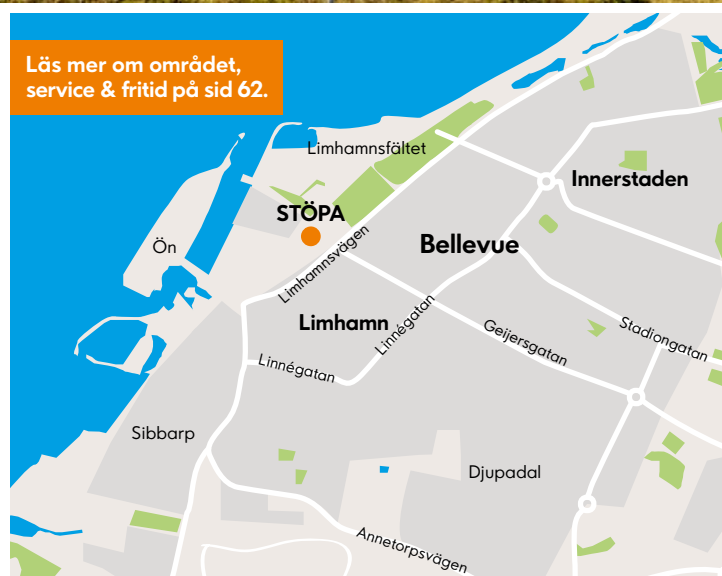 Läs mer om området,
service & fritid på sid 62.
Limhamnsfältet
Innerstaden
STÖPA
Ön
Bellevue
Limhamnsvägen
Limhamn
Linnégatan
Geijersgatan
Stadiongatan
Linnégatan
Sibbarp
Djupadal
Annetorpsvägen